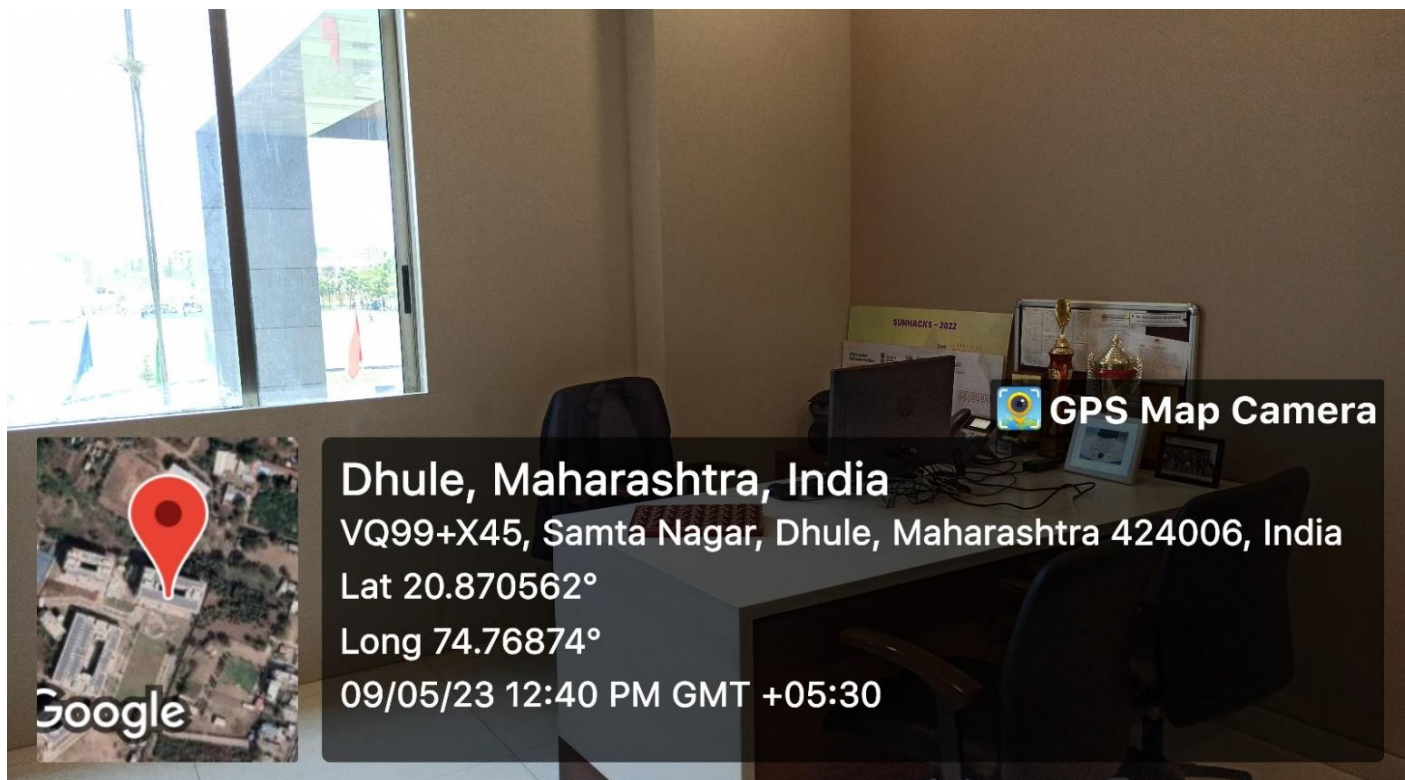 SUNHACKS - 2022
GPS Map Camera
Dhule, Maharashtra, India
VQ99+X45, Samta Nagar, Dhule, Maharashtra 424006, India
Lat 20.870562°
Long 74.76874°
09/05/23 12:40 PM GMT +05:30
Google